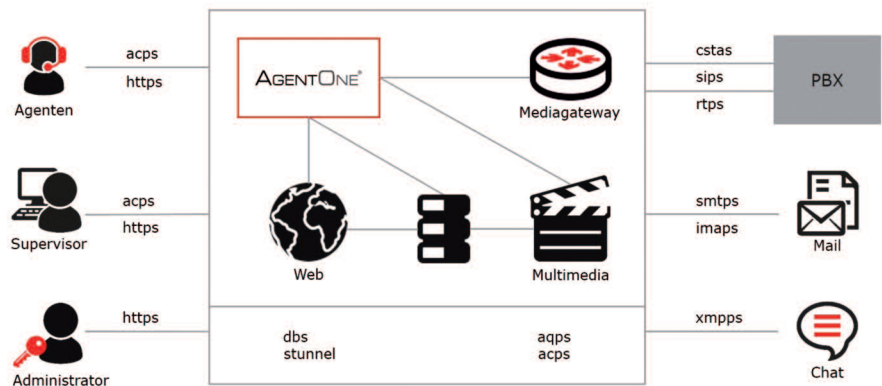 acps
https
Agenten
AGENTONE®
Mediagateway
cstas
sips
rtps
PBX
acps
https
Supervisor
Web
Multimedia
smtps
imaps
Mail
https
Administrator
dbs
stunnel
aqps
acps
xmpps
Chat